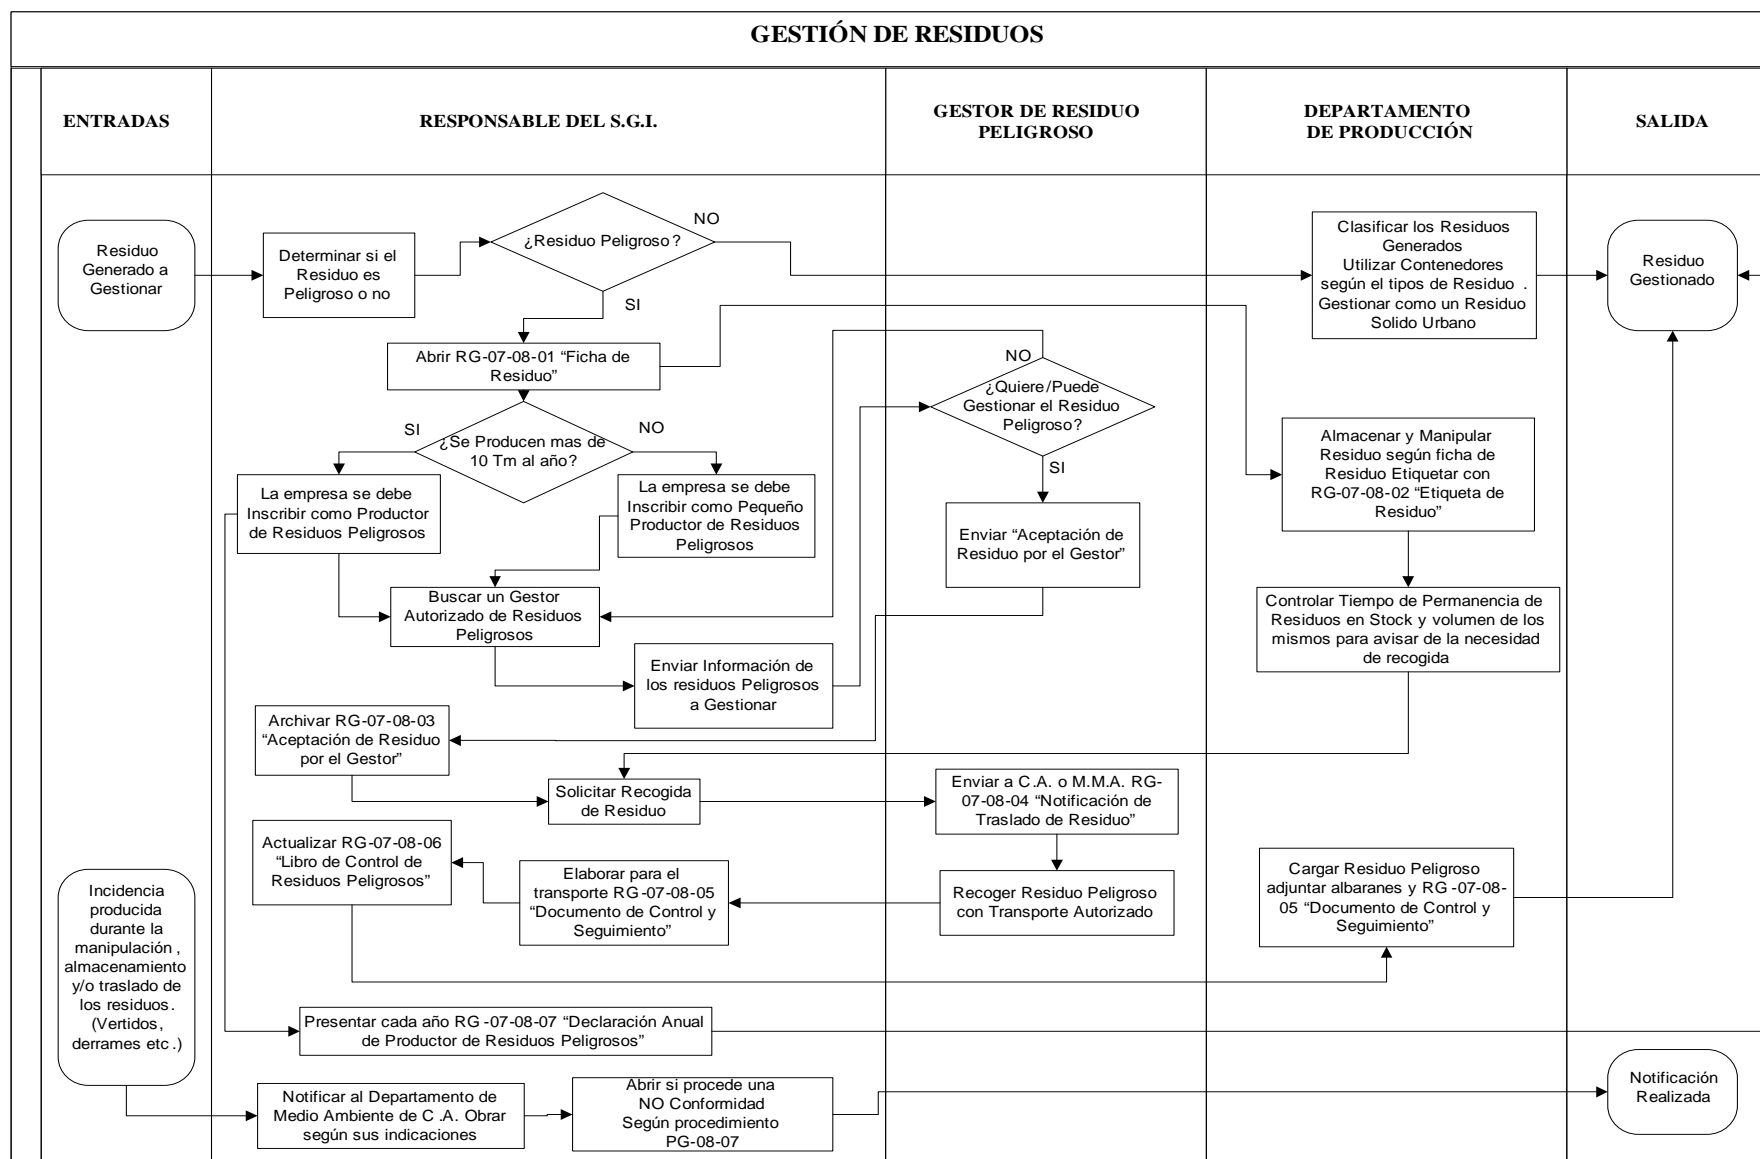 GESTIÓN DE RESIDUOS
ENTRADAS
RESPONSABLE DEL S.G.I.
GESTOR DE RESIDUO
PELIGROSO
DEPARTAMENTO
DE PRODUCCIÓN
SALIDA
Residuo
Generado a
Gestionar
Determinar si el
Residuo es
Peligroso o no
¿Residuo Peligroso?
NO
SI
Clasificar los Residuos
Generados
Utilizar Contenedores
según el tipos de Residuo .
Gestionar como un Residuo
Solido Urbano
Residuo
Gestionado
Abrir RG-07-08-01 “Ficha de
Residuo”
¿Se Producen mas de
10 Tm al año?
SI
NO
La empresa se debe
Inscribir como Productor
de Residuos Peligrosos
La empresa se debe
Inscribir como Pequeño
Productor de Residuos
Peligrosos
NO
¿Quiere/Puede
Gestionar el Residuo
Peligroso?
SI
Enviar “Aceptación de
Residuo por el Gestor”
Almacenar y Manipular
Residuo según ficha de
Residuo Etiquetar con
RG-07-08-02 “Etiqueta de
Residuo”
Buscar un Gestor
Autorizado de Residuos
Peligrosos
Enviar Información de
los residuos Peligrosos
a Gestionar
Controlar Tiempo de Permanencia de
Residuos en Stock y volumen de los
mismos para avisar de la necesidad
de recogida
Archivar RG-07-08-03
“Aceptación de Residuo
por el Gestor”
Solicitar Recogida
de Residuo
Enviar a C.A. o M.M.A. RG-
07-08-04 “Notificación de
Traslado de Residuo”
Actualizar RG-07-08-06
“Libro de Control de
Residuos Peligrosos”
Elaborar para el
transporte RG-07-08-05
“Documento de Control y
Seguimiento”
Recoger Residuo Peligroso
con Transporte Autorizado
Cargar Residuo Peligroso
adjuntar albaranes y RG -07-08-
05 “Documento de Control y
Seguimiento”
Incidencia
producida
durante la
manipulación ,
almacenamiento
y/o traslado de
los residuos.
(Vertidos,
derrames etc.)
Presentar cada año RG -07-08-07 “Declaración Anual
de Productor de Residuos Peligrosos”
Notificar al Departamento de
Medio Ambiente de C .A. Obrar
según sus indicaciones
Abrir si procede una
NO Conformidad
Según procedimiento
PG-08-07
Notificación
Realizada